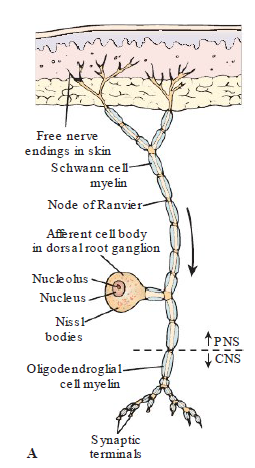 Free nerve
endings in skin
Schwann cell
myelin
Node of Ranvier
Afferent cell body
in dorsal root ganglion
Nucleolus
Nucleus
Nissl
bodies
↑PNS
↓CNS
Oligodendroglial
cell myelin
Synaptic
terminals
A